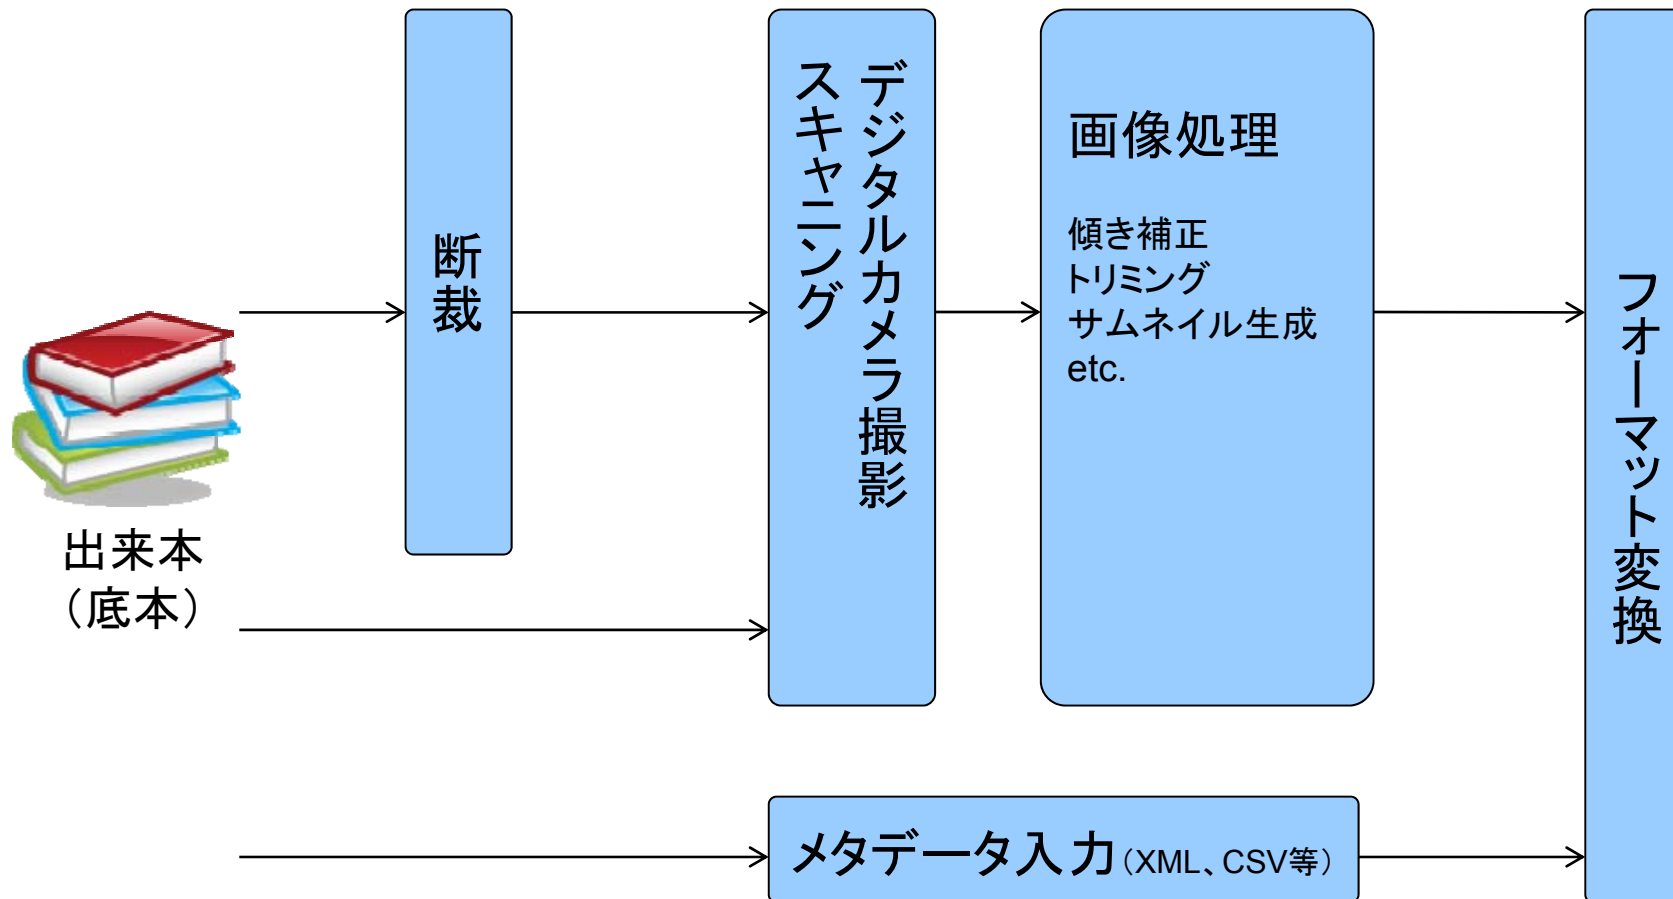 出来本
（底本）
断裁
デジタルカメラ撮影
スキャニング
画像処理
傾き補正
トリミング
サムネイル生成
etc.
メタデータ入力（XML、CSV等）
フォーマット変換